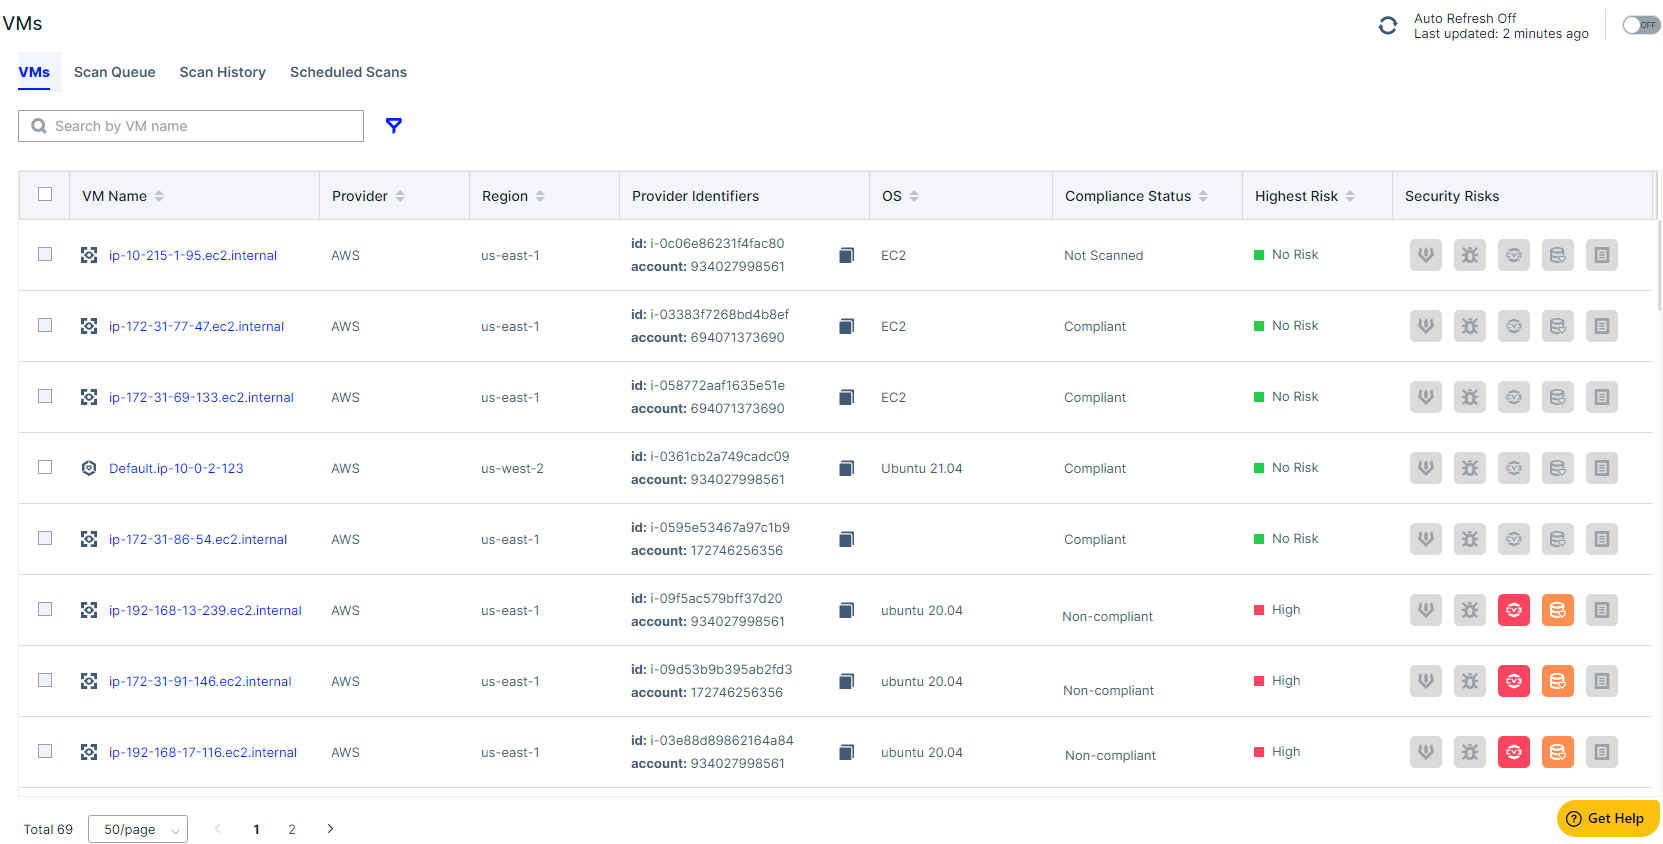 VMs
Auto Refresh Off
Last updated: 2 minutes ago
OFF
VMs Scan Queue Scan History Scheduled Scans
Search by VM name
VM Name Provider Region Provider Identifiers OS Compliance Status Highest Risk Security Risks
ip-10-215-1-95.ec2.internal AWS us-east-1 id: i-0c06e86231f4fac80 EC2 Not Scanned No Risk
account: 934027998561
ip-172-31-77-47.ec2.internal AWS us-east-1 id: i-03383f7268bd4b8ef EC2 Compliant No Risk
account: 694071373690
ip-172-31-69-133.ec2.internal AWS us-east-1 id: i-058772aaf1635e51e EC2 Compliant No Risk
account: 694071373690
Default.ip-10-0-2-123 AWS us-west-2 id: i-0361cb2a749cadc09 Ubuntu 21.04 Compliant No Risk
account: 934027998561
ip-172-31-86-54.ec2.internal AWS us-east-1 id: i-0595e53467a97c1b9 Compliant No Risk
account: 172746256356
ip-192-168-13-239.ec2.internal AWS us-east-1 id: i-09f5ac579bff37d20 ubuntu 20.04 Non-compliant High
account: 934027998561
ip-172-31-91-146.ec2.internal AWS us-east-1 id: i-09d53b9b395ab2fd3 ubuntu 20.04 Non-compliant High
account: 172746256356
ip-192-168-17-116.ec2.internal AWS us-east-1 id: i-03e88d89862164a84 ubuntu 20.04 Non-compliant High
account: 934027998561
Total 69 50/page 1 2
Get Help